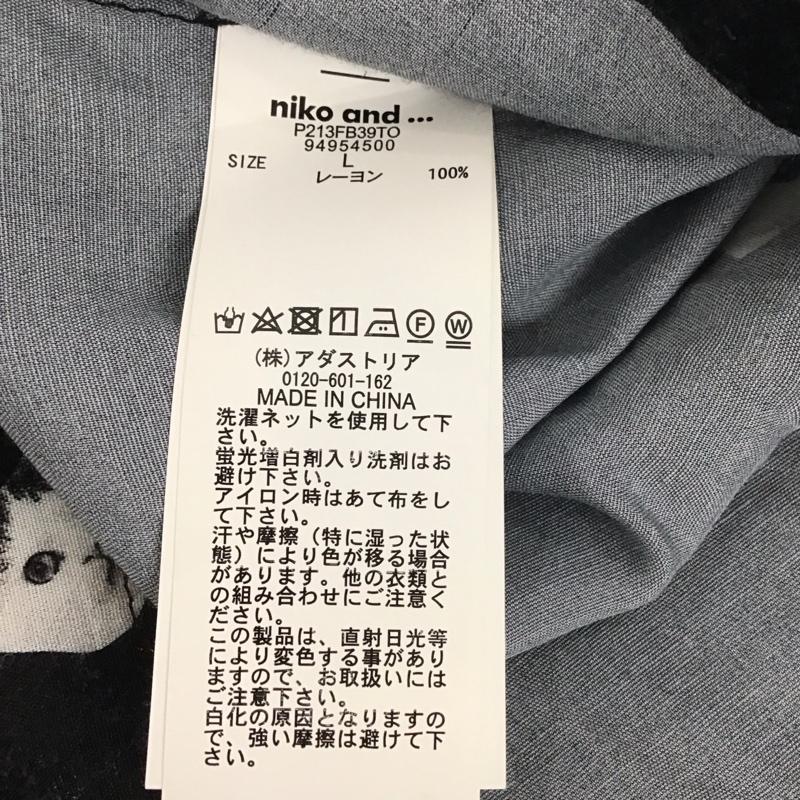 niko and ...
P213FB39TO
94954500
SIZE L
レーヨン 100%
F W
(株)アダストリア
0120-601-162
MADE IN CHINA
洗濯ネットを使用して下
さい。
蛍光増白剤入り洗剤はお
避け下さい。
アイロン時はあて布をし
て下さい。
汗や摩擦(特に湿った状
態)により色が移る場合
があります。他の衣類と
の組み合わせにご注意く
ださい。
この製品は、直射日光等
により変色する事があり
ますので、お取扱いには
ご注意下さい。
白化の原因となりますの
で、強い摩擦は避けて下
さい。